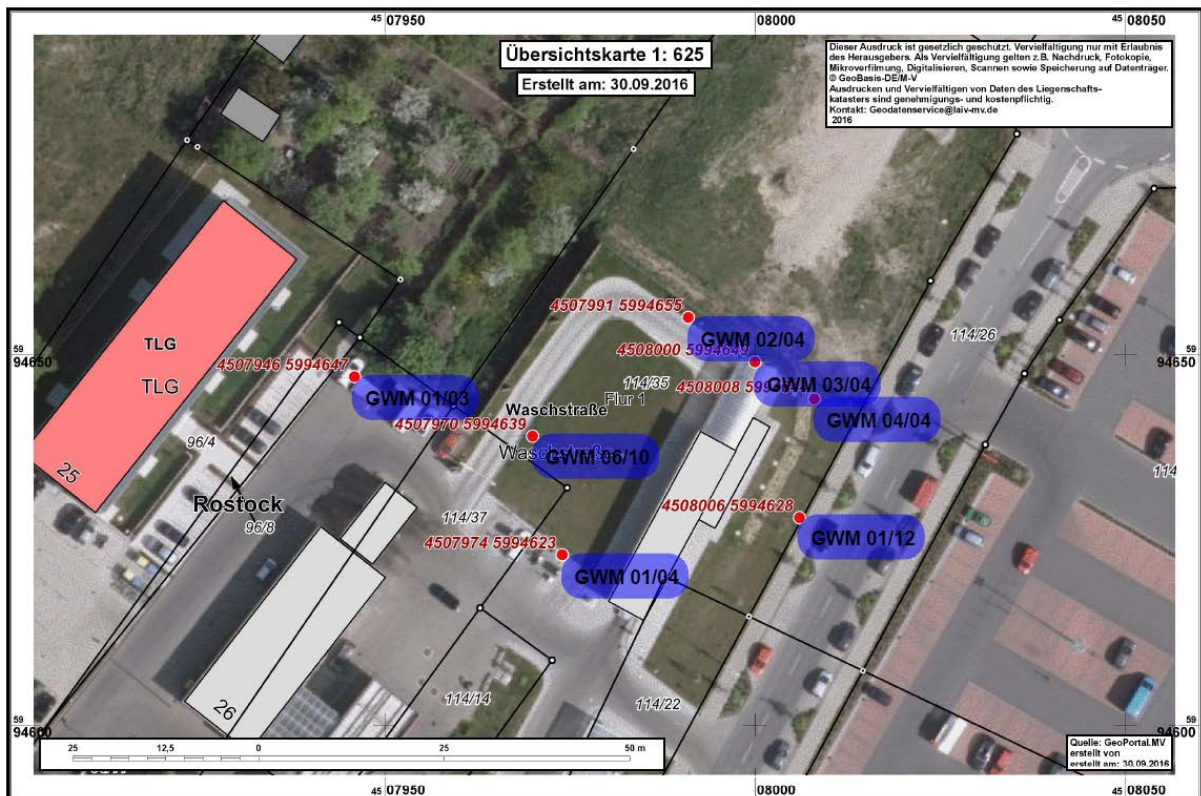 45 07950
08000
45 08050
Übersichtskarte 1: 625
Erstellt am: 30.09.2016
Dieser Ausdruck ist gesetzlich geschützt. Vervielfältigung nur mit Erlaubnis
des Herausgebers. Als Vervielfältigung gelten z.B. Nachdruck, Fotokopie,
Mikroverfilmung, Digitalisieren, Scannen sowie Speicherung auf Datenträger.
© GeoBasis-DE/M-V
Ausdrucken und Vervielfältigen von Daten des Liegenschafts-
katasters sind genehmigungs- und kostenpflichtig.
Kontakt: Geodatenservice@laiv-mv.de
2016
4507991 5994655
GWM 02/04
114/26
59
94650
59
94650
TLG
TLG
4507946 5994647
GWM 01/03
4508000 5994649
GWM 03/04
114/35
Flur 1
4508008
GWM 04/04
Waschstraße
4507970 5994639
Waschstraße
GWM 06/10
96/4
25
Rostock
96/8
4508006 5994628
GWM 01/12
114/37
4507974 5994623
GWM 01/04
114/14
114/22
26
59
94600
59
94600
25
12,5
0
25
50 m
Quelle: GeoPortal.MV
erstellt von
erstellt am: 30.09.2016
45 07950
08000
45 08050